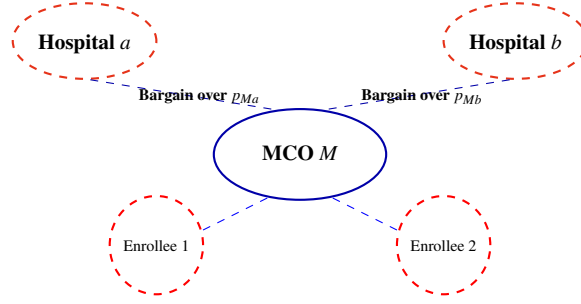 Hospital a
Hospital b
Bargain over pMa
Bargain over pMb
MCO M
Enrollee 1
Enrollee 2